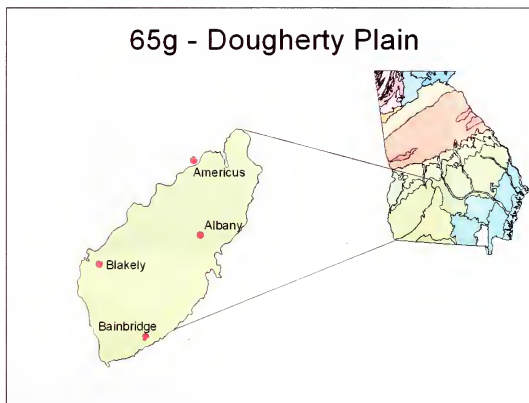 65g - Dougherty Plain
Americus
Albany
Blakely
Bainbridge